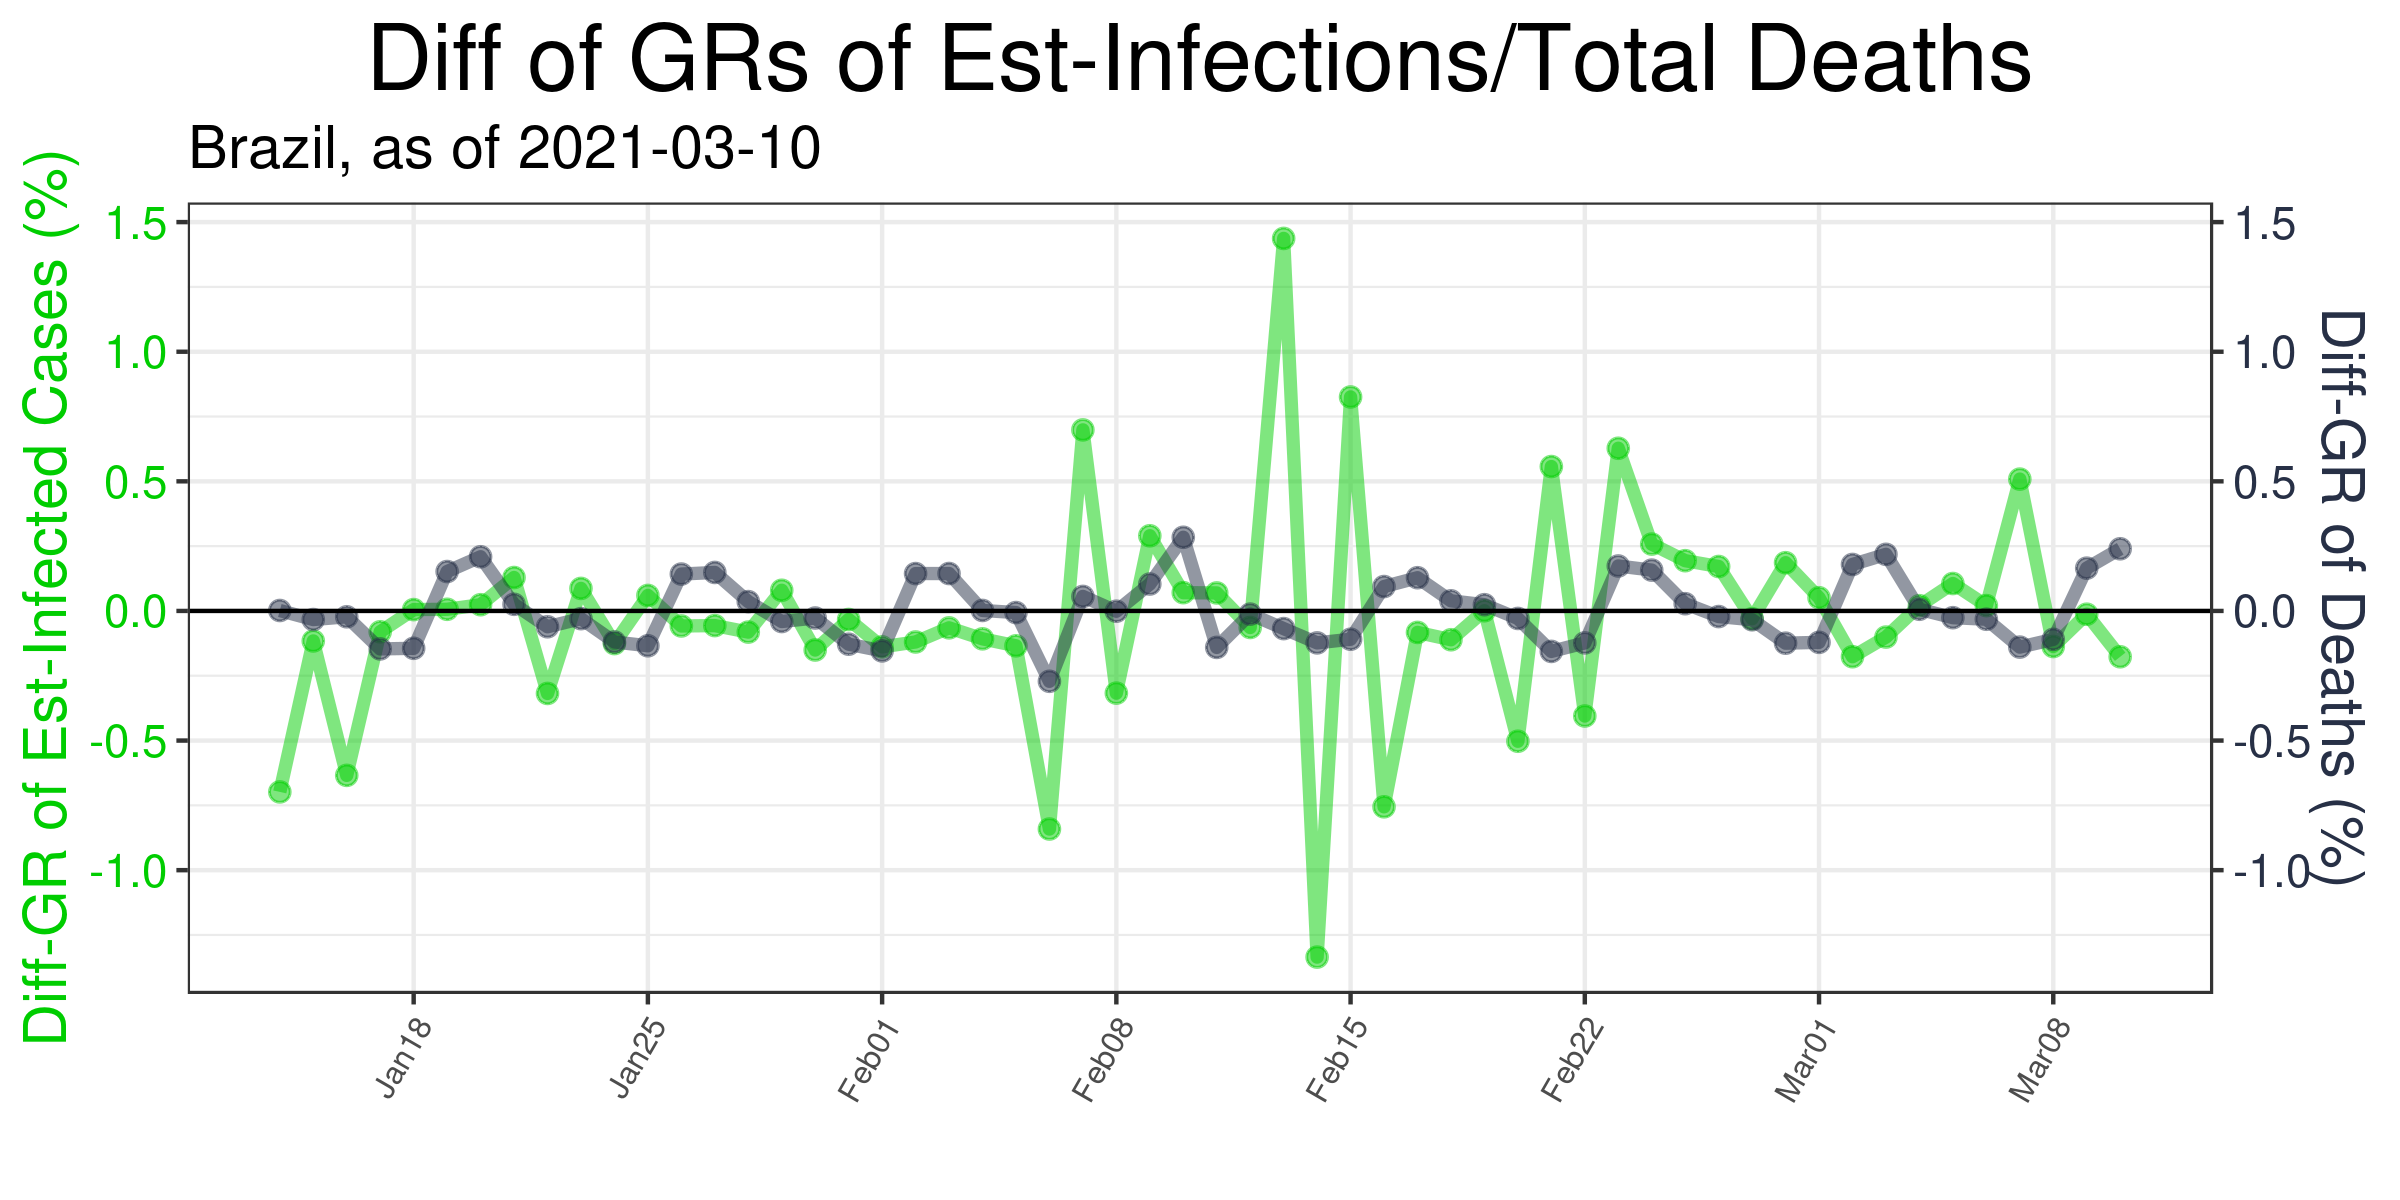 Diff of GRs of Est-Infections/Total Deaths
Brazil, as of 2021-03-10
Diff-GR of Est-Infected Cases (%)
1.5
1.0
0.5
0.0
-0.5
-1.0
1.5
1.0
0.5
0.0
-0.5
-1.0
Diff-GR of Deaths (%)
Jan18
Jan25
Feb01
Feb08
Feb15
Feb22
Mar01
Mar08